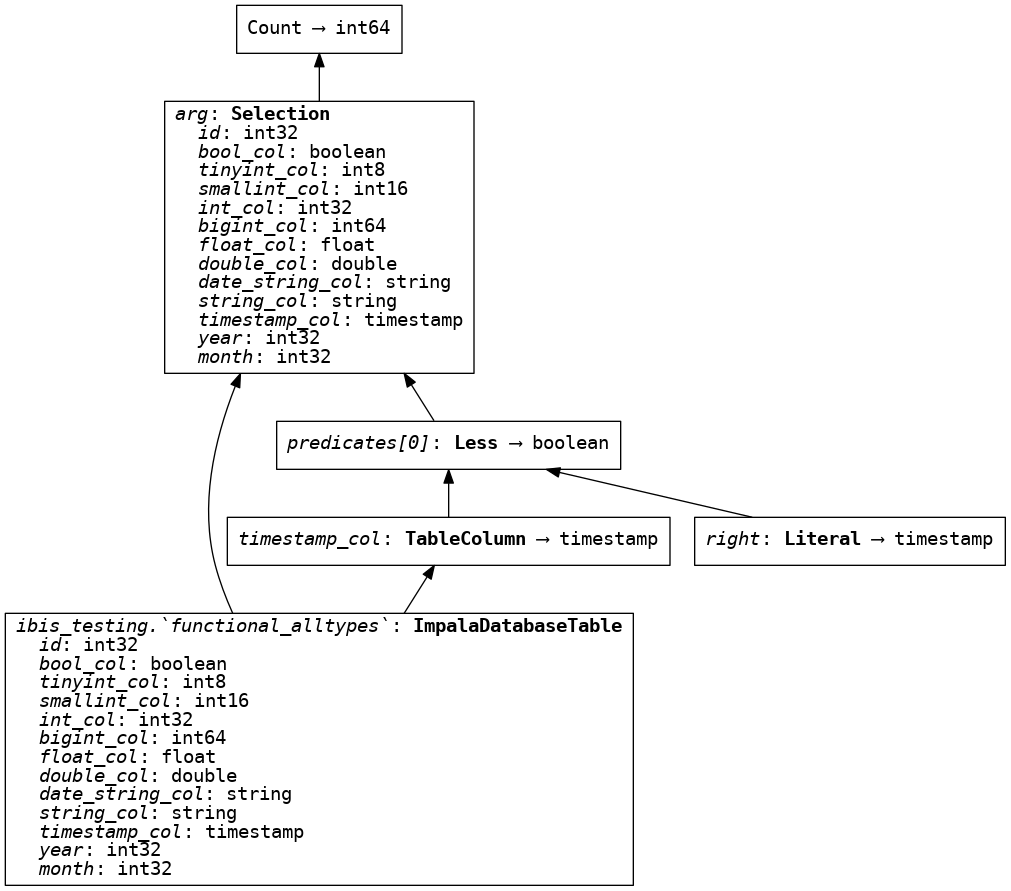 Count → int64
arg: Selection
id: int32
bool_col: boolean
tinyint_col: int8
smallint_col: int16
int_col: int32
bigint_col: int64
float_col: float
double_col: double
date_string_col: string
string_col: string
timestamp_col: timestamp
year: int32
month: int32
predicates[0]: Less → boolean
timestamp_col: TableColumn → timestamp
right: Literal → timestamp
ibis_testing.`functional_alltypes`: ImpalaDatabaseTable
id: int32
bool_col: boolean
tinyint_col: int8
smallint_col: int16
int_col: int32
bigint_col: int64
float_col: float
double_col: double
date_string_col: string
string_col: string
timestamp_col: timestamp
year: int32
month: int32